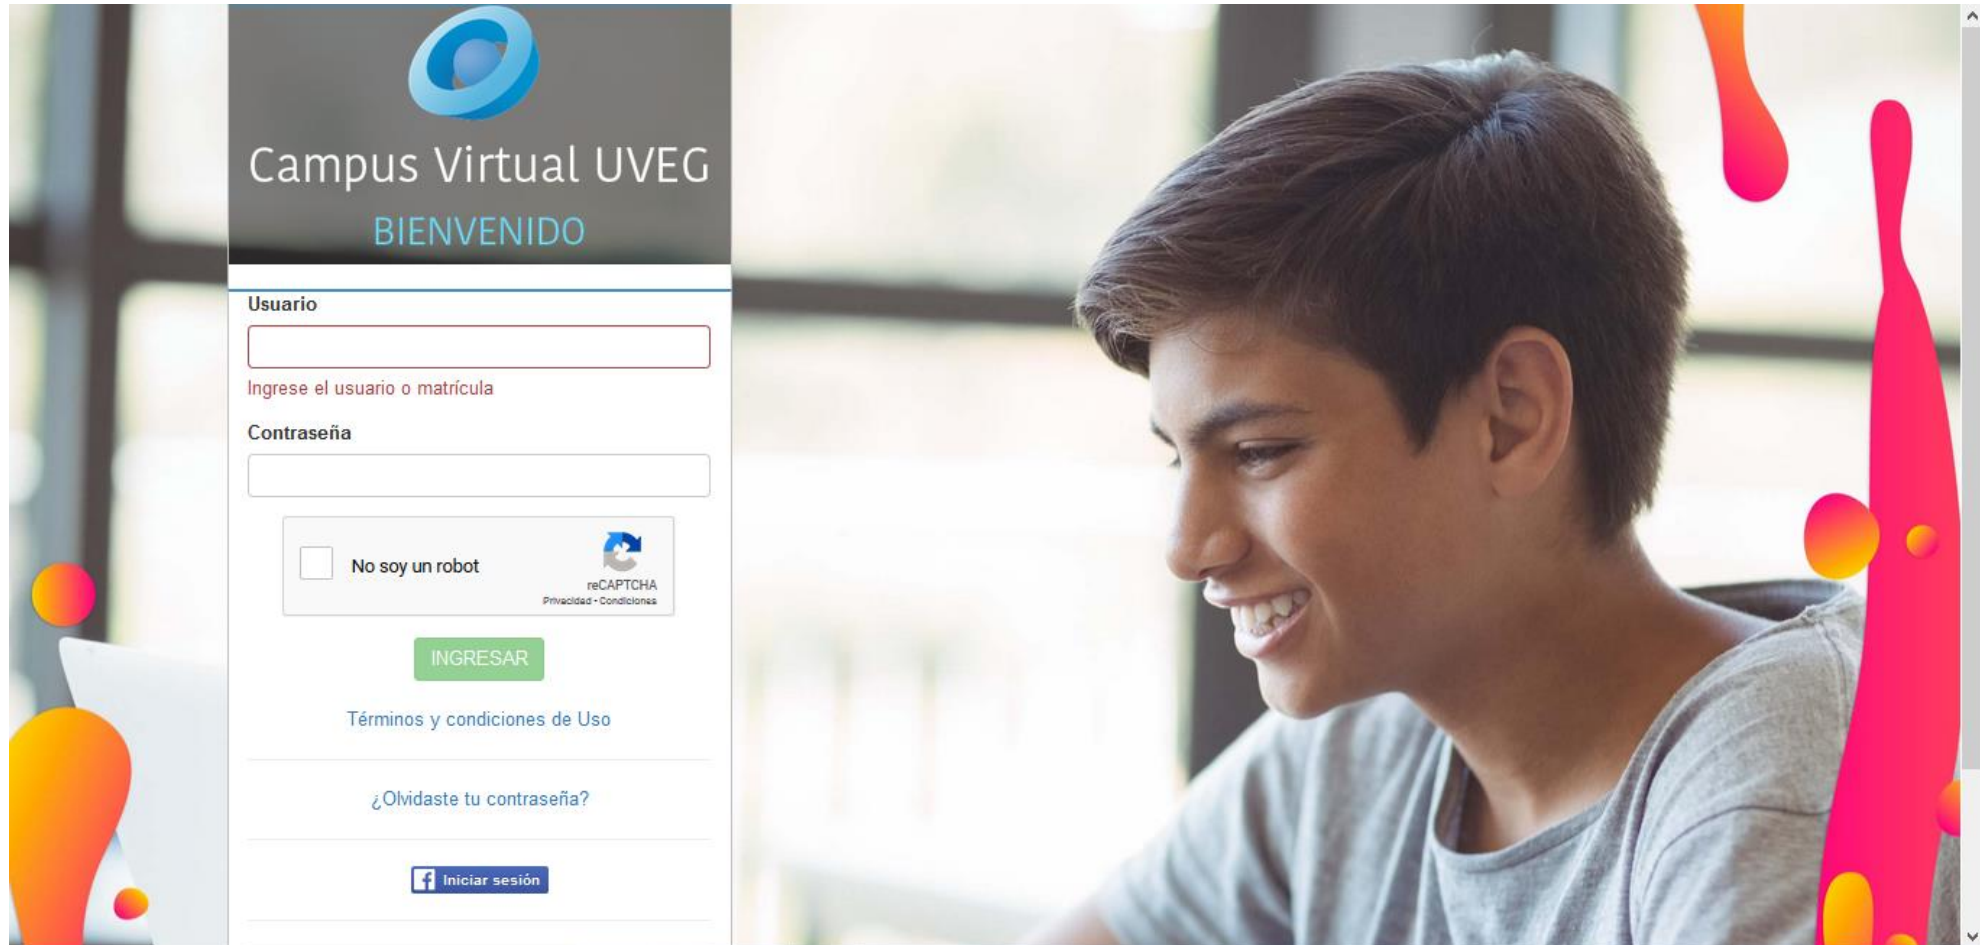 Campus Virtual UVEG
BIENVENIDO
Usuario
Ingrese el usuario o matrícula
Contraseña
No soy un robot
reCAPTCHA
Privacidad - Condiciones
INGRESAR
Términos y condiciones de Uso
¿Olvidaste tu contraseña?
f Iniciar sesión